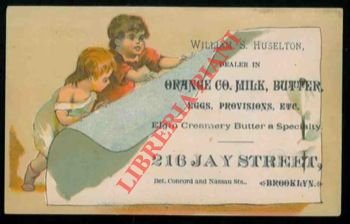 WILLIAM S. HUSELTON,
DEALER IN
ORANGE CO. MILK, BUTTER,
EGGS, PROVISIONS, ETC.
Elgin Creamery Butter a Specialty
216 JAY STREET,
Bet. Concord and Nassau Sts.,
BROOKLYN.
LIBRERIA PIANI